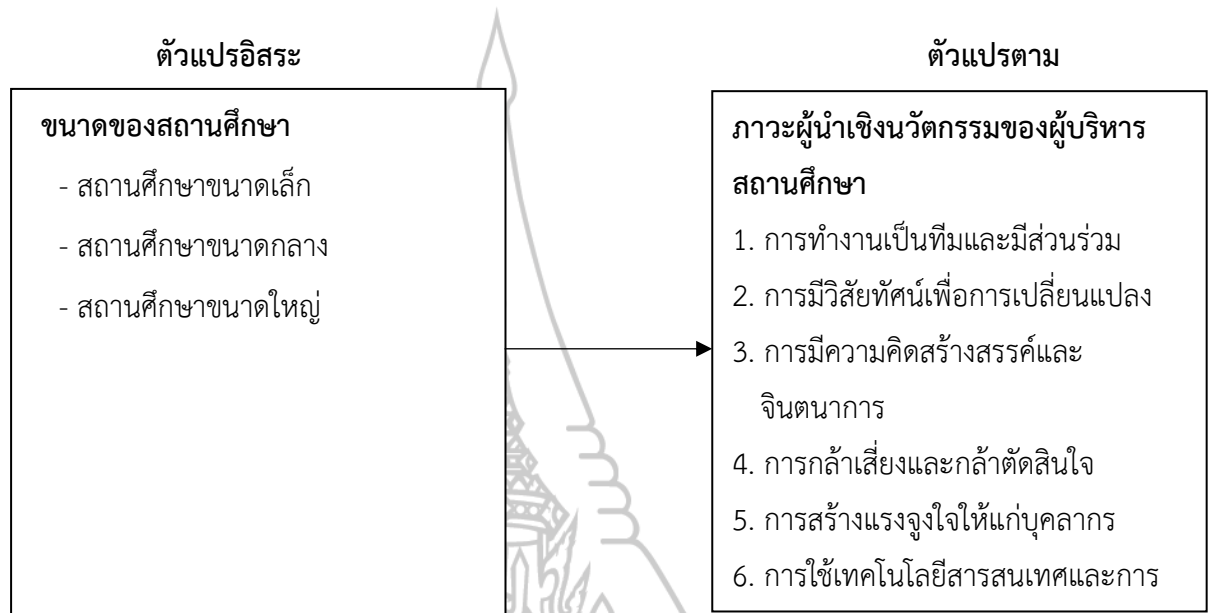 ตัวแปรอิสระ
ขนาดของสถานศึกษา
- สถานศึกษาขนาดเล็ก
- สถานศึกษาขนาดกลาง
- สถานศึกษาขนาดใหญ่
ตัวแปรตาม
ภาวะผู้นำเชิงนวัตกรรมของผู้บริหาร
สถานศึกษา
1. การทำงานเป็นทีมและมีส่วนร่วม
2. การมีวิสัยทัศน์เพื่อการเปลี่ยนแปลง
3. การมีความคิดสร้างสรรค์และ
จินตนาการ
4. การกล้าเสี่ยงและกล้าตัดสินใจ
5. การสร้างแรงจูงใจให้แก่บุคลากร
6. การใช้เทคโนโลยีสารสนเทศและการ